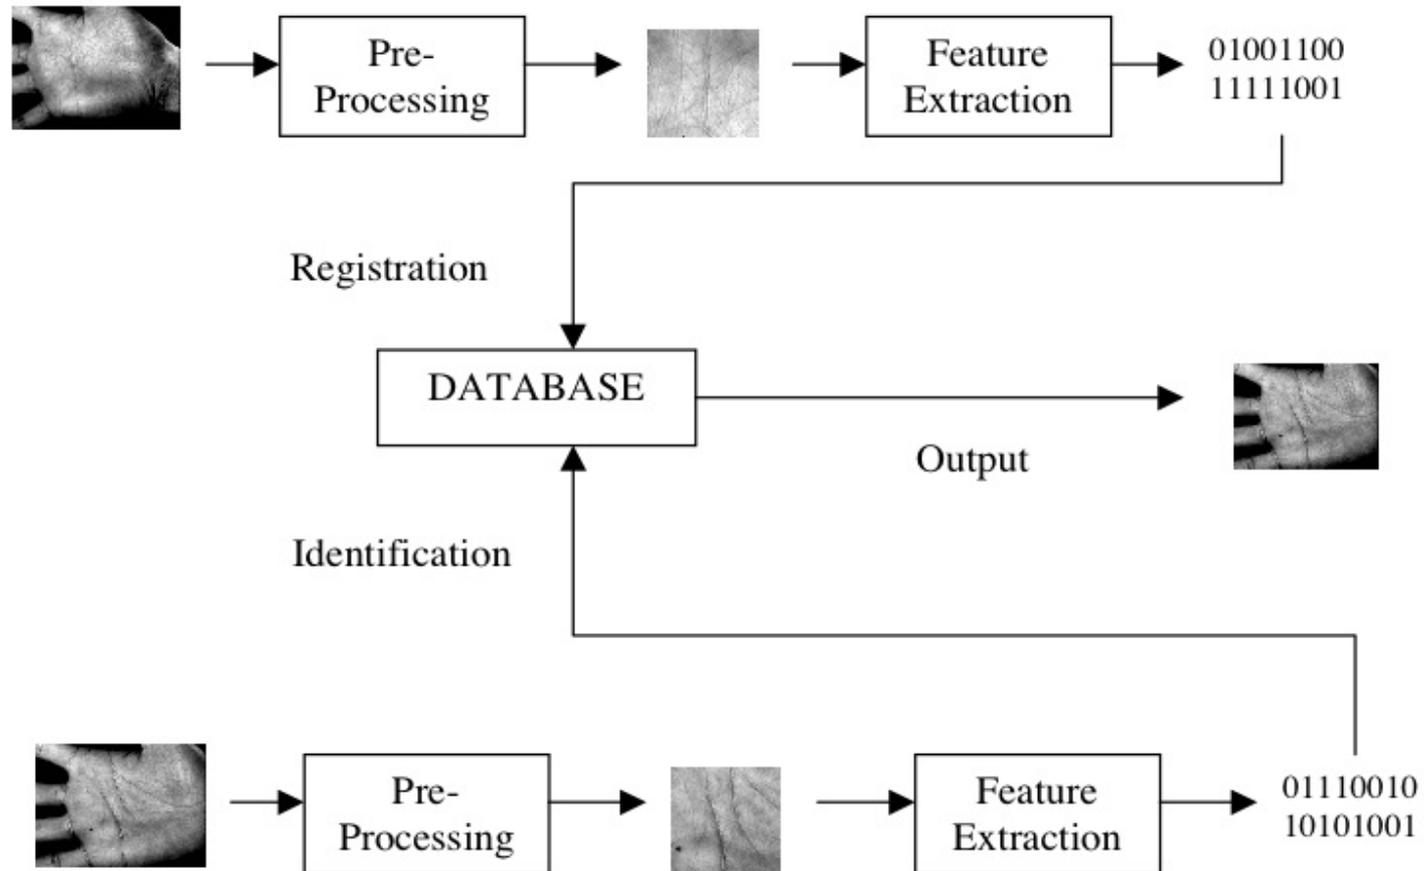 Pre-
Processing
Feature
Extraction
01001100
11111001
Registration
DATABASE
Output
Identification
Pre-
Processing
Feature
Extraction
01110010
10101001